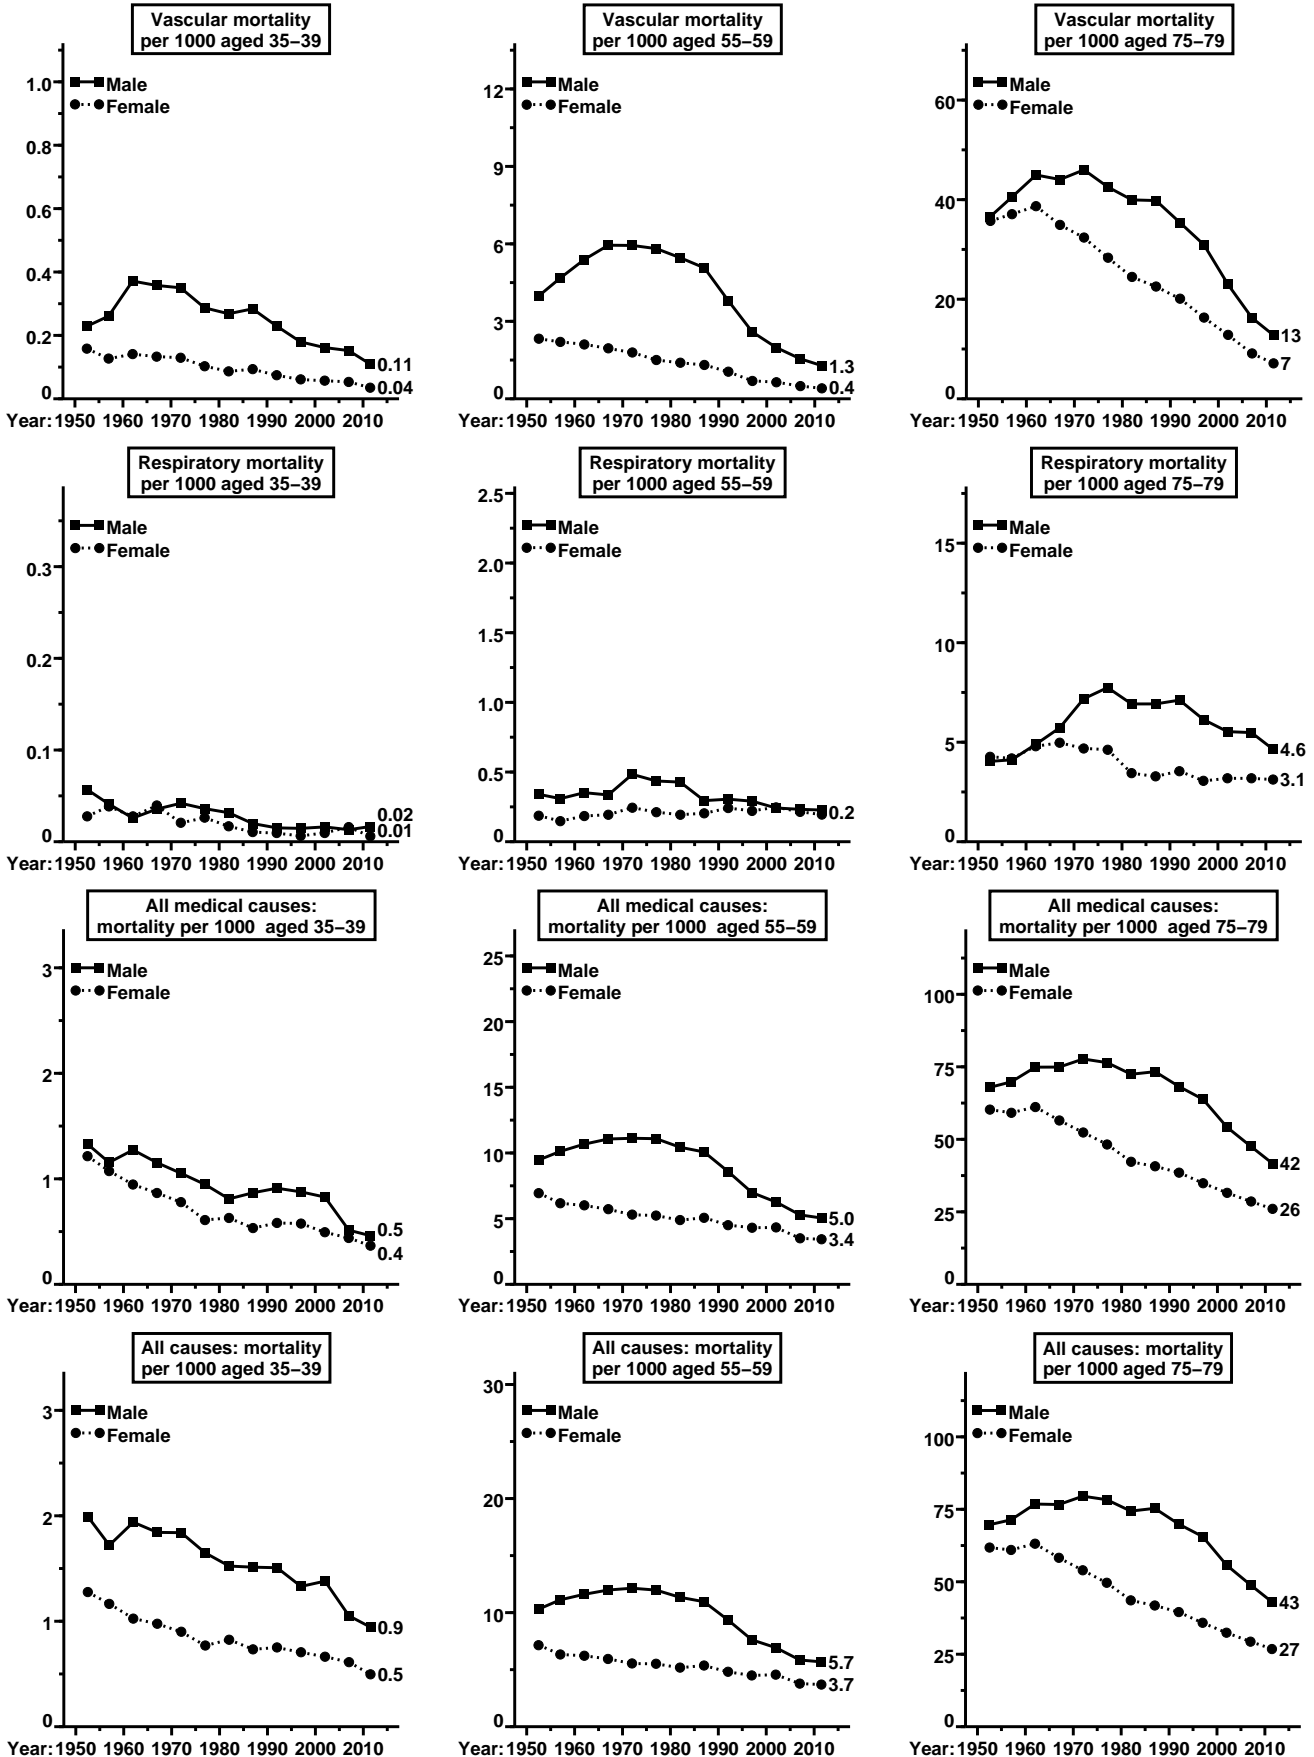 Vascular mortality
per 1000 aged 35–39
1.0
0.8
0.6
0.4
0.2
0
Male
Female
0.11
0.04
Year: 1950 1960 1970 1980 1990 2000 2010
Vascular mortality
per 1000 aged 55–59
12
9
6
3
0
Male
Female
1.3
0.4
1950 1960 1970 1980 1990 2000 2010
Vascular mortality
per 1000 aged 75–79
60
40
20
0
Male
Female
13
7
Year: 1950 1960 1970 1980 1990 2000 2010
Respiratory mortality
per 1000 aged 35–39
0.3
0.2
0.1
0
Male
Female
0.02
0.01
Year: 1950 1960 1970 1980 1990 2000 2010
Respiratory mortality
per 1000 aged 55–59
2.5
2.0
1.5
1.0
0.5
0
Male
Female
0.2
1950 1960 1970 1980 1990 2000 2010
Respiratory mortality
per 1000 aged 75–79
15
10
5
0
Male
Female
4.6
3.1
Year: 1950 1960 1970 1980 1990 2000 2010
All medical causes:
mortality per 1000 aged 35–39
3
2
1
0
Male
Female
0.5
0.4
Year: 1950 1960 1970 1980 1990 2000 2010
All medical causes:
mortality per 1000 aged 55–59
25
20
15
10
5
0
Male
Female
5.0
3.4
1950 1960 1970 1980 1990 2000 2010
All medical causes:
mortality per 1000 aged 75–79
100
75
50
25
0
Male
Female
42
26
Year: 1950 1960 1970 1980 1990 2000 2010
All causes: mortality
per 1000 aged 35–39
3
2
1
0
Male
Female
0.9
0.5
Year: 1950 1960 1970 1980 1990 2000 2010
All causes: mortality
per 1000 aged 55–59
30
20
10
0
Male
Female
5.7
3.7
1950 1960 1970 1980 1990 2000 2010
All causes: mortality
per 1000 aged 75–79
100
75
50
25
0
Male
Female
43
27
Year: 1950 1960 1970 1980 1990 2000 2010